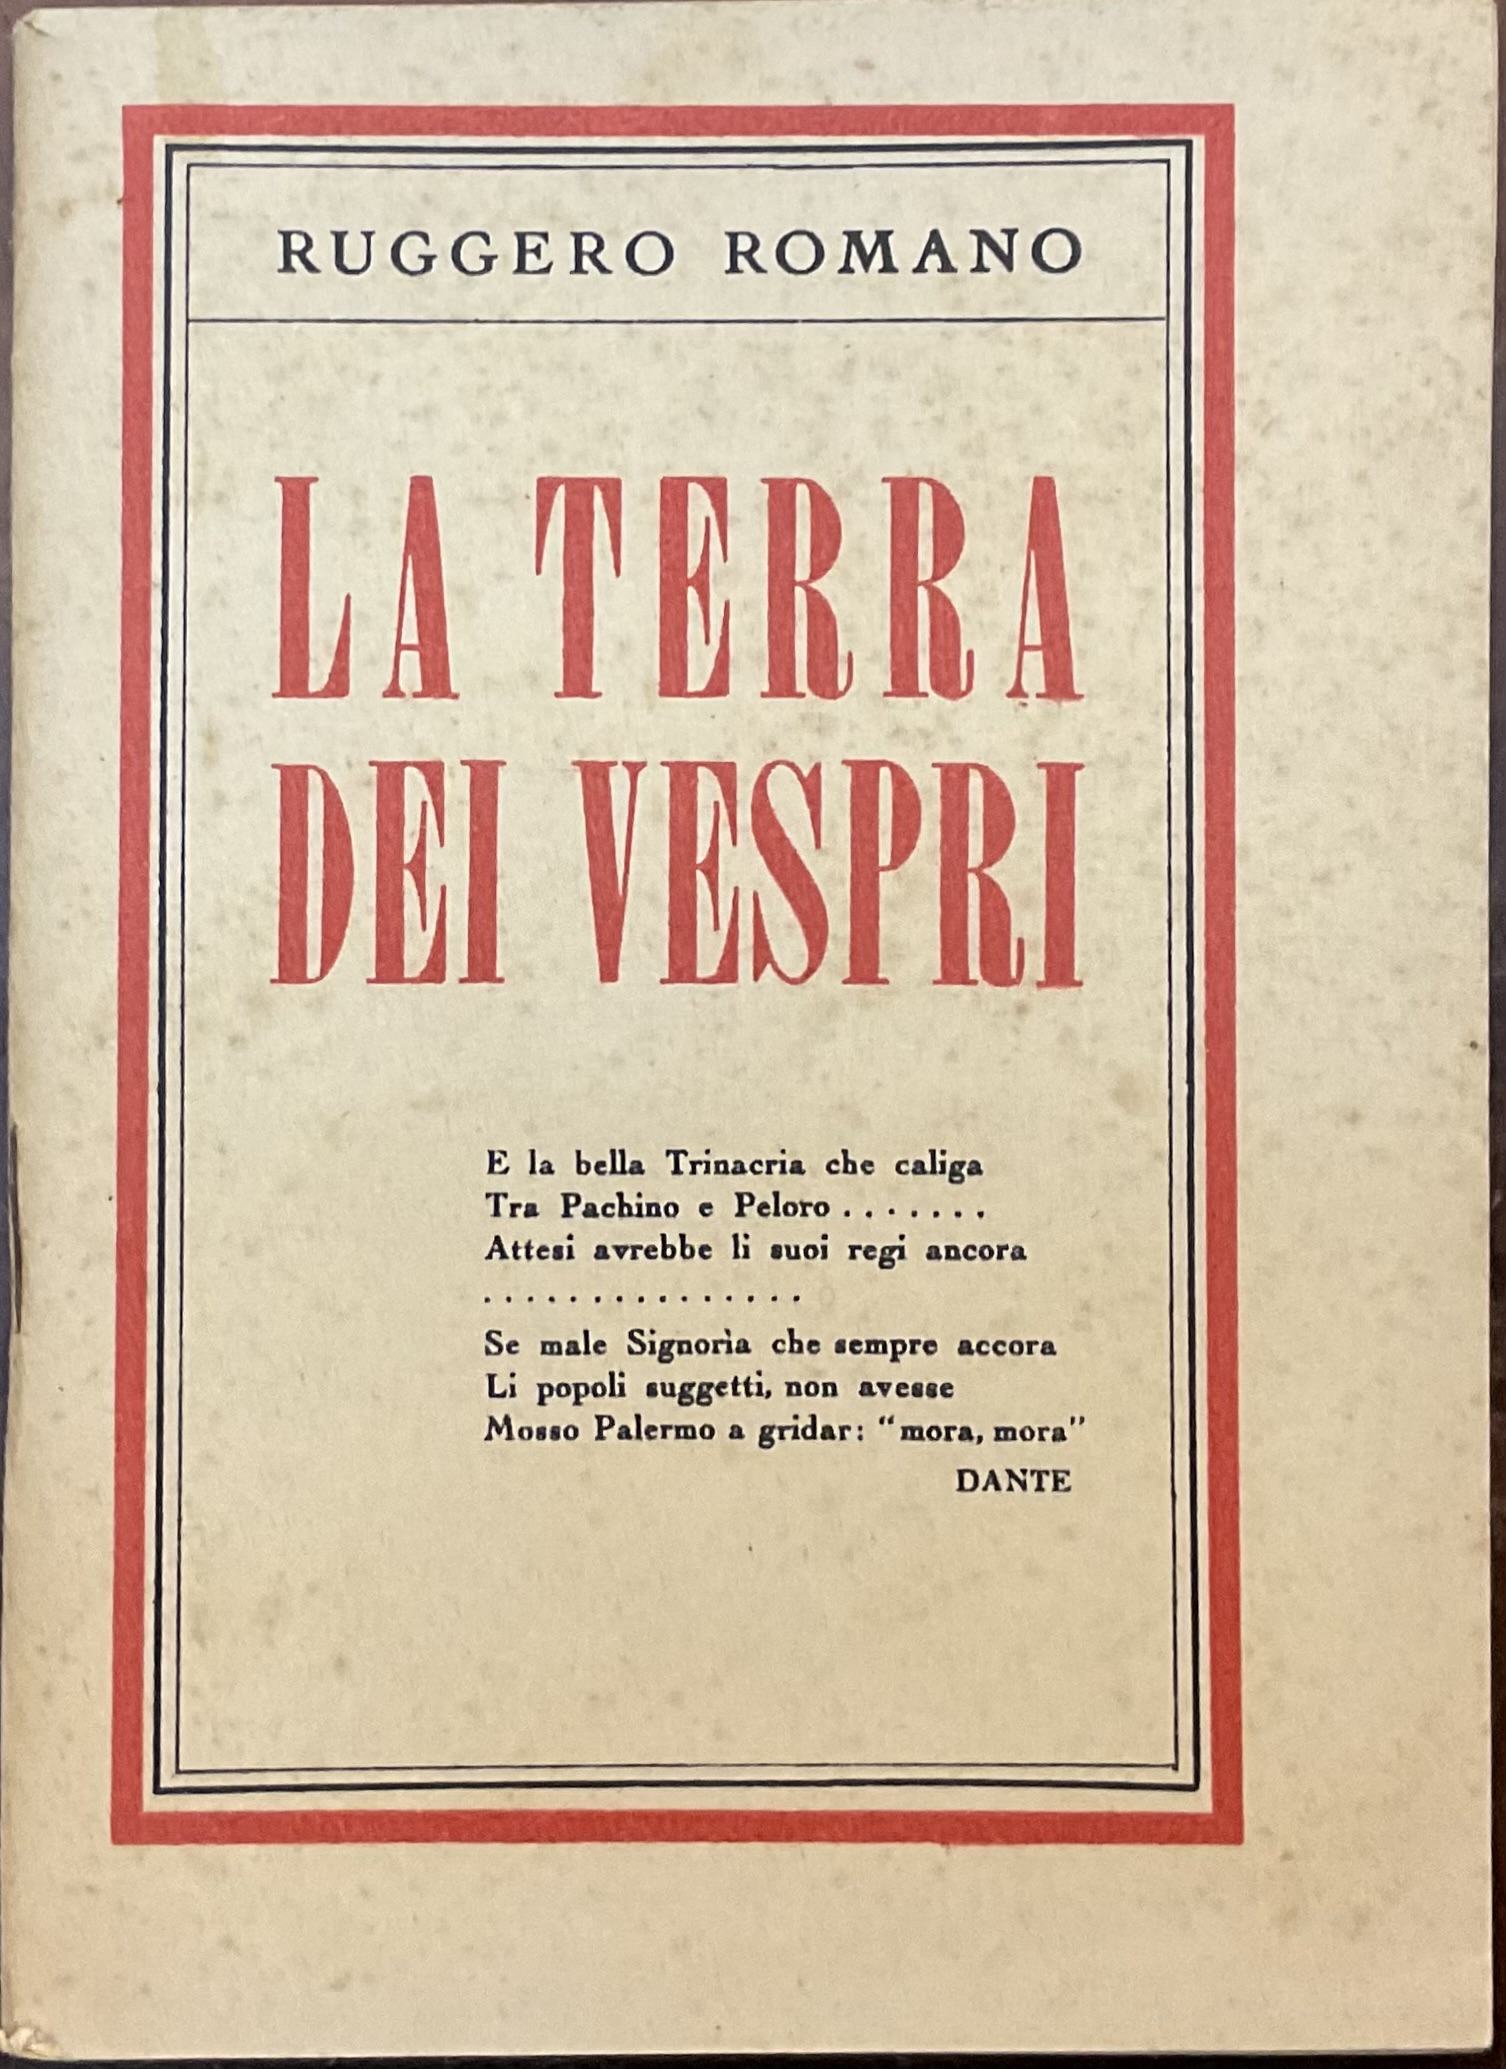 RUGGERO ROMANO
LA TERRA
DEI VESPRI
E la bella Trinacria che caliga
Tra Pachino e Peloro . . . . . . .
Attesi avrebbe li suoi regi ancora
. . . . . . . . . . . . . . .
Se male Signorìa che sempre accora
Li popoli suggetti, non avesse
Mosso Palermo a gridar: “mora, mora”
DANTE